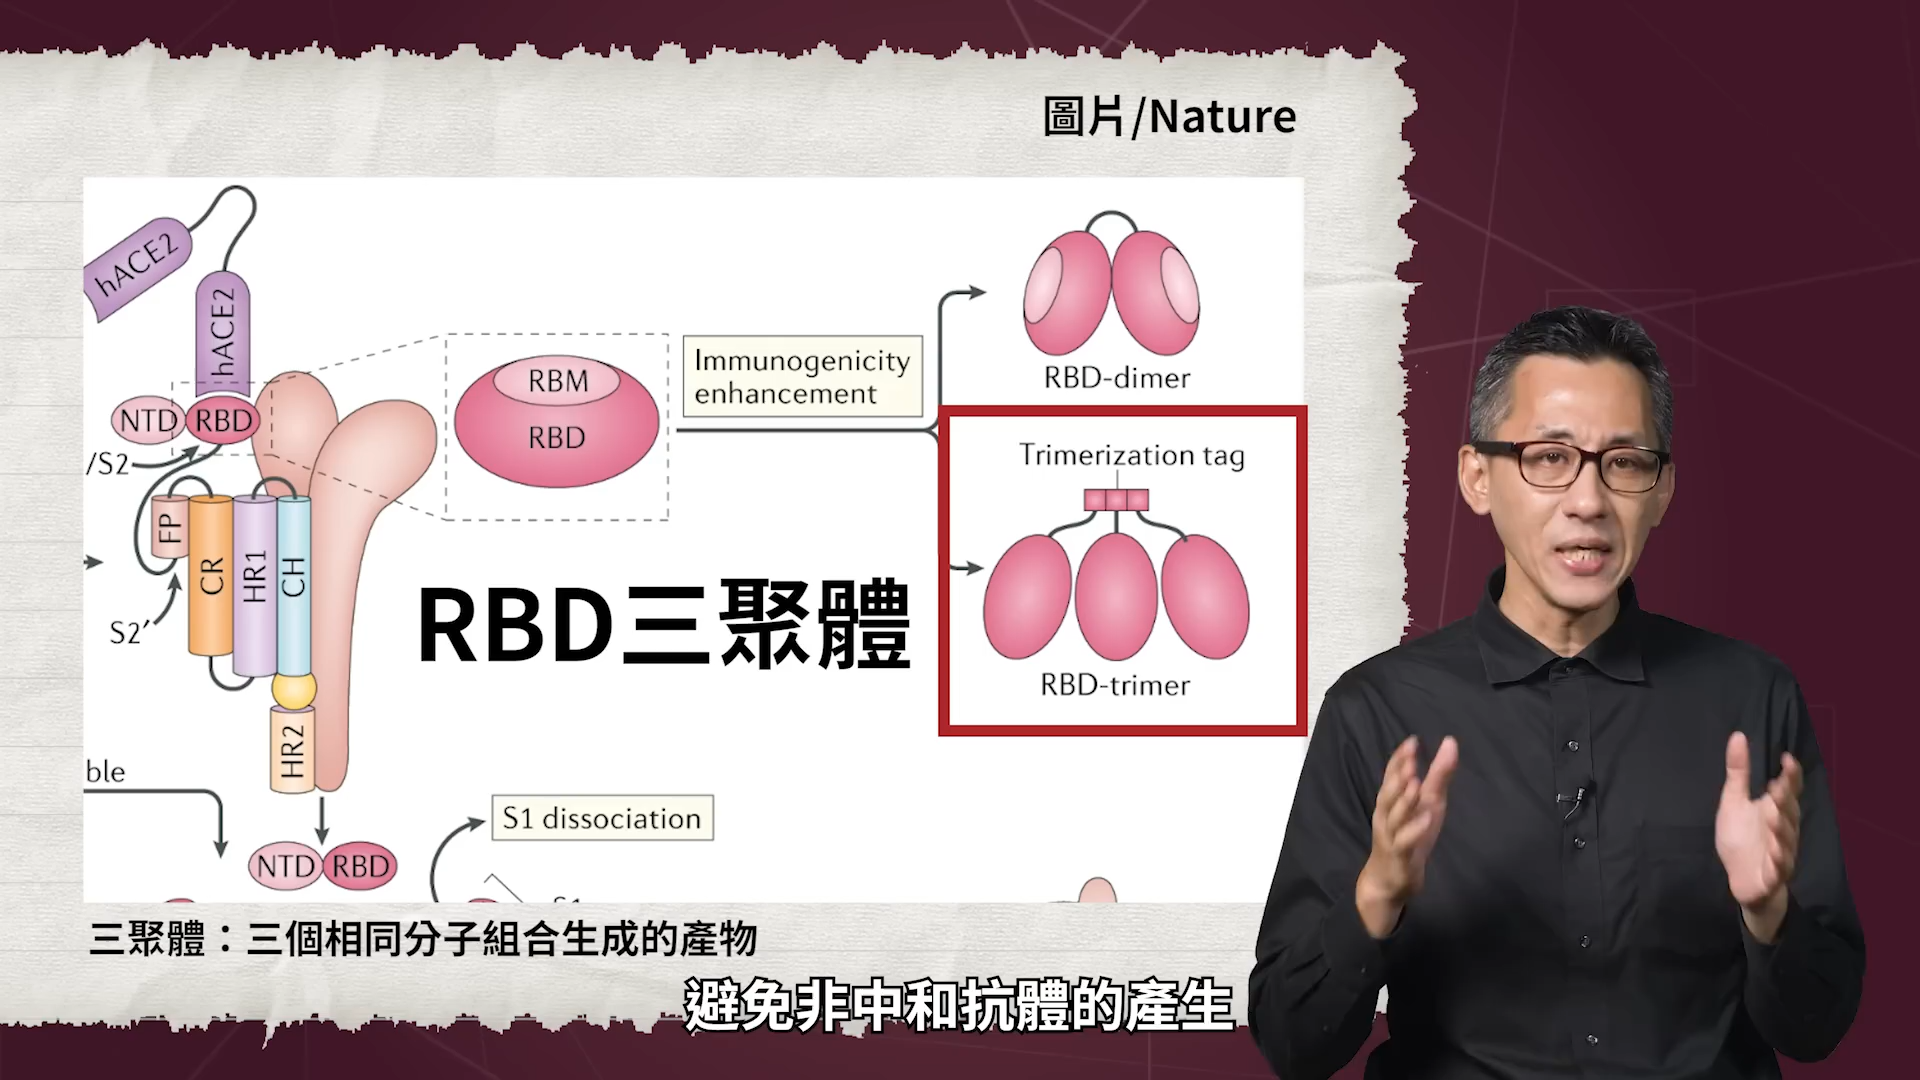 圖片/Nature
hACE2
hACE2
NTD
RBD
/S2
FP
CR
HR1
CH
S2′
HR2
ble
NTD
RBD
RBM
RBD
Immunogenicity
enhancement
RBD-dimer
Trimerization tag
RBD-trimer
RBD三聚體
S1 dissociation
三聚體：三個相同分子組合生成的產物
避免非中和抗體的產生